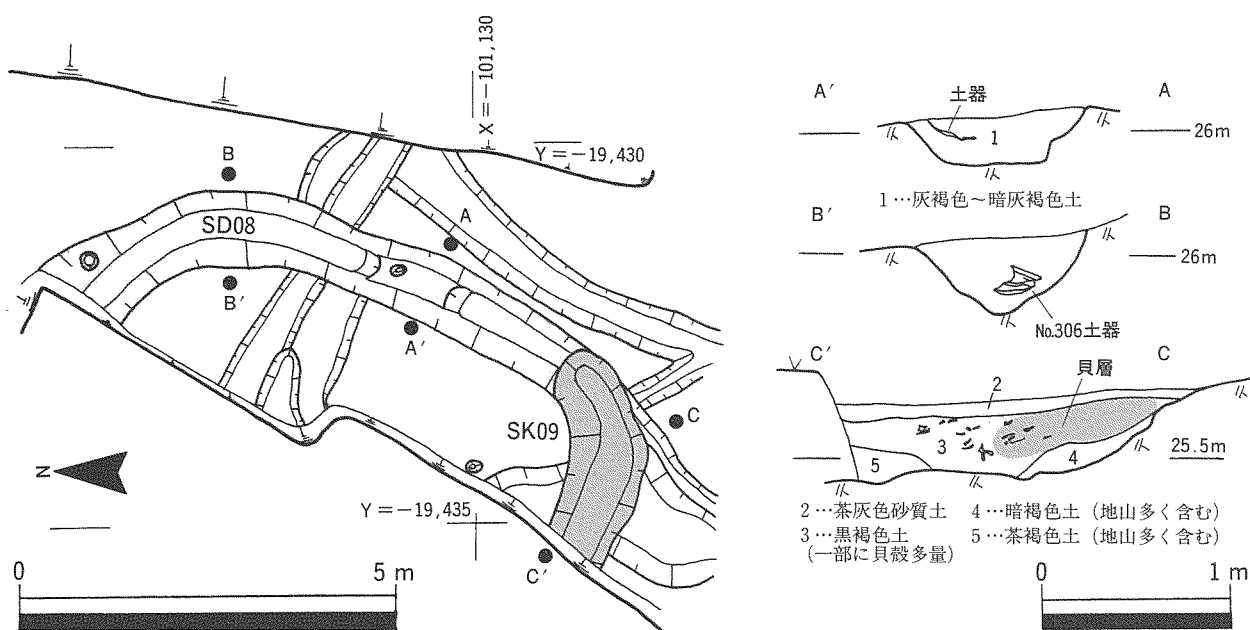 X＝－101,130
Y＝－19,430
B
SD08
A
B′
A′
SK09
C
N
Y＝－19,435
C′
0 5 m
A′ 土器 A
1
26m
1…灰褐色～暗灰褐色土
B′ B
26m
No.306土器
C′ 貝層 C
2
3
4
5
25.5m
2…茶灰色砂質土 4…暗褐色土（地山多く含む）
3…黒褐色土 5…茶褐色土（地山多く含む）
（一部に貝殻多量）
0 1 m